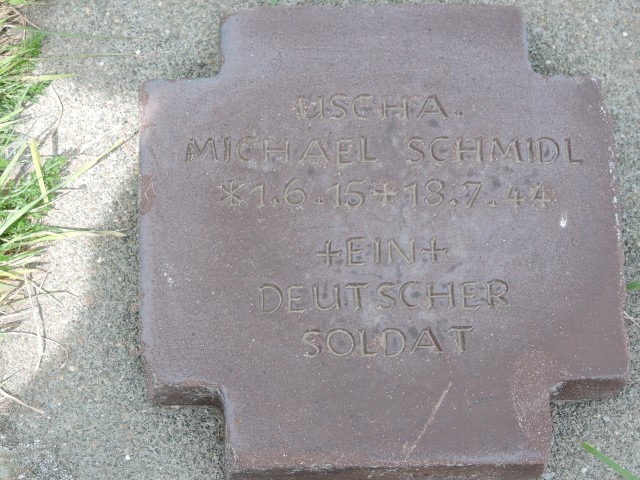 USCHA.
MICHAEL SCHMIDL
*1.6.15+18.7.44
+EIN+
DEUTSCHER
SOLDAT